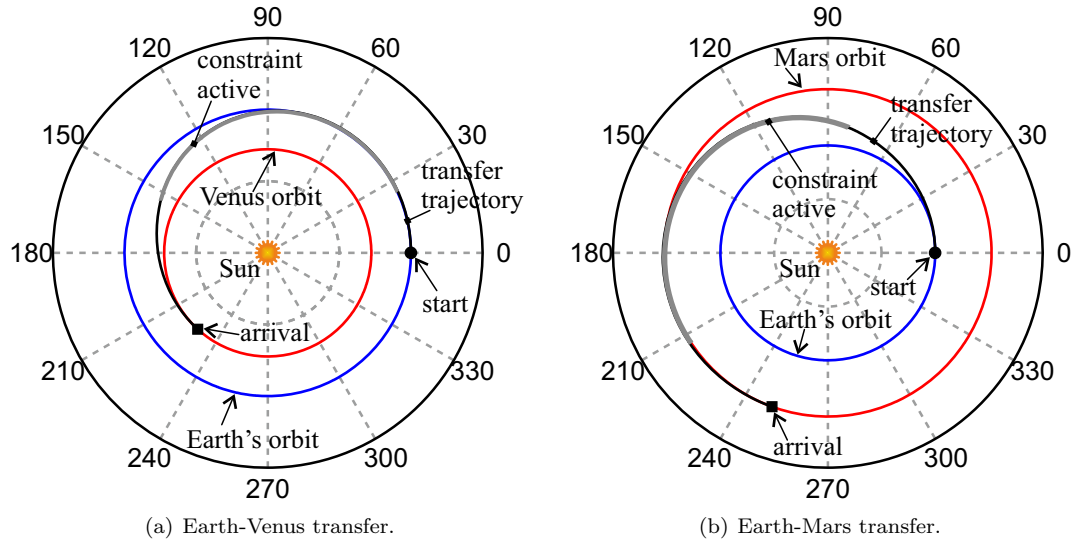 90
120
60
constraint
active
150
30
transfer
trajectory
Venus orbit
180
0
Sun
start
arrival
210
330
Earth's orbit
240
300
270
(a) Earth-Venus transfer.
90
120
60
Mars orbit
150
30
transfer
trajectory
constraint
active
180
0
Sun
start
Earth's orbit
210
330
arrival
240
300
270
(b) Earth-Mars transfer.